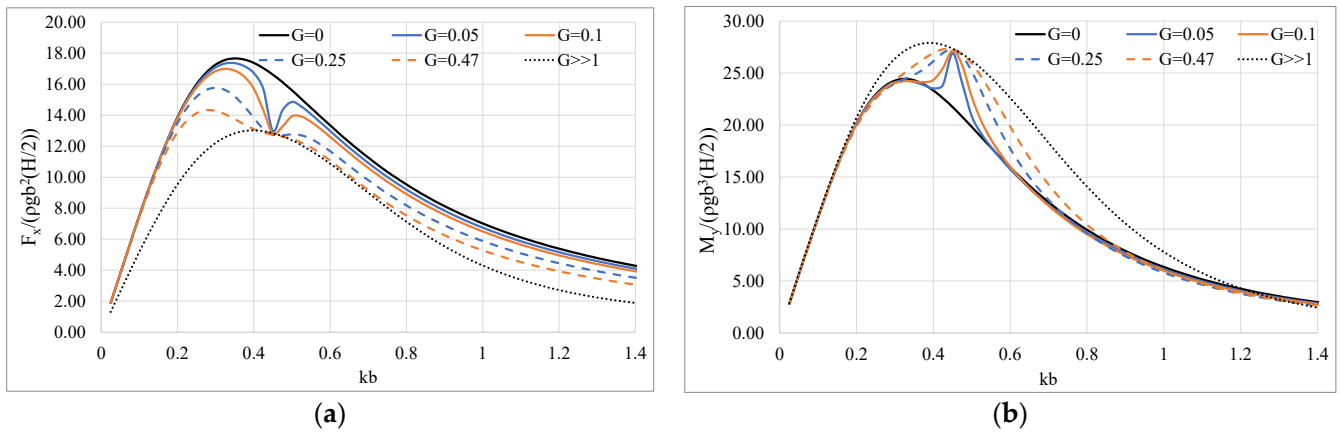 20.00
18.00
16.00
14.00
12.00
10.00
8.00
6.00
4.00
2.00
0.00
Fₓ/(ρgb²(H/2))
G=0 G=0.05 G=0.1
G=0.25 G=0.47 G>>1
0 0.2 0.4 0.6 0.8 1 1.2 1.4
kb
(a)
30.00
25.00
20.00
15.00
10.00
5.00
0.00
M_y/(ρgb³(H/2))
G=0 G=0.05 G=0.1
G=0.25 G=0.47 G>>1
0 0.2 0.4 0.6 0.8 1 1.2 1.4
kb
(b)